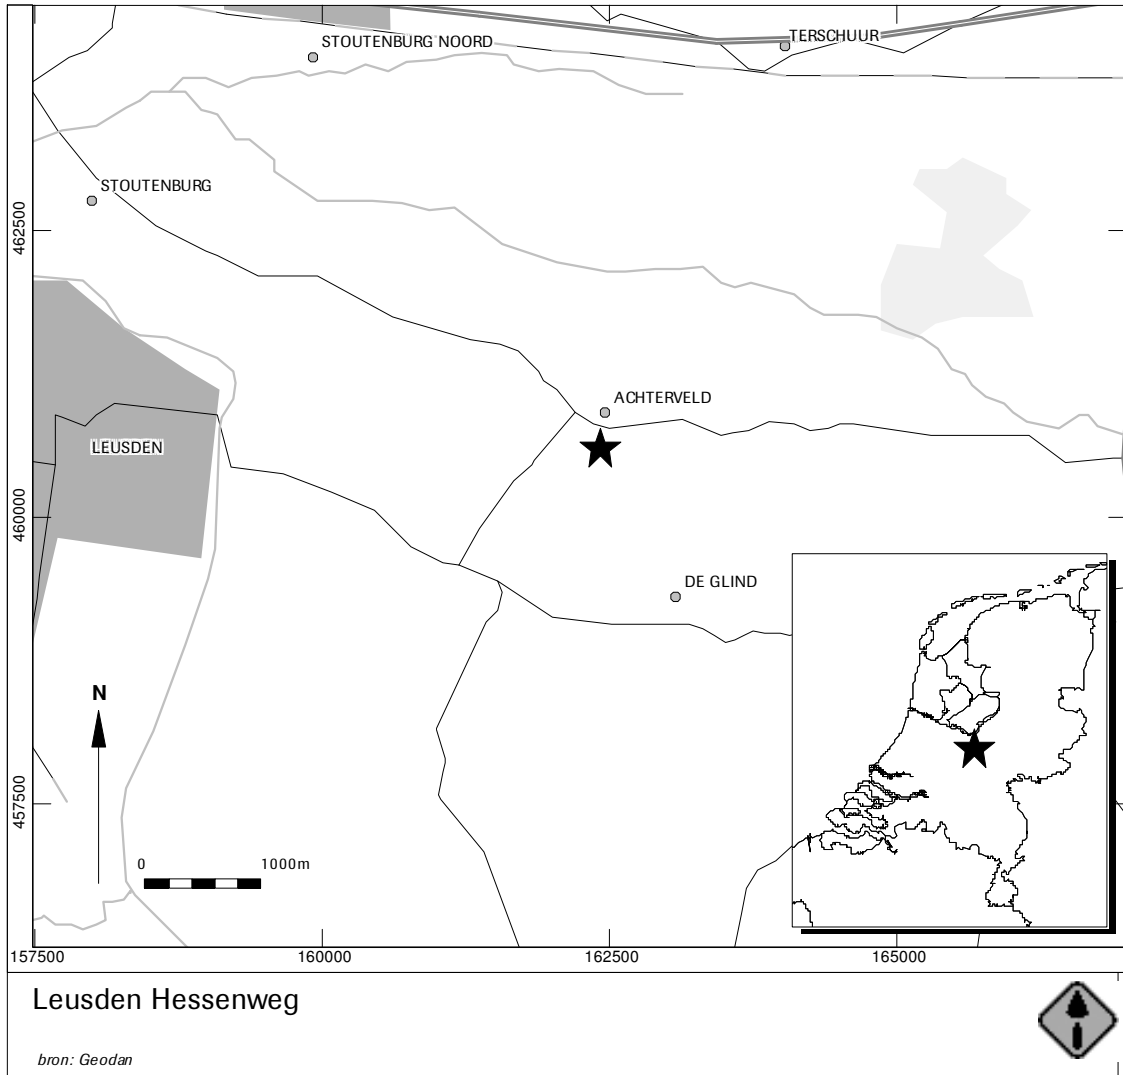 STOUTENBURG NOORD
TERSCHUUR
STOUTENBURG
462500
ACHTERVELD
LEUSDEN
460000
DE GLIND
N
457500
0 1000m
157500 160000 162500 165000
Leusden Hessenweg
bron: Geodan